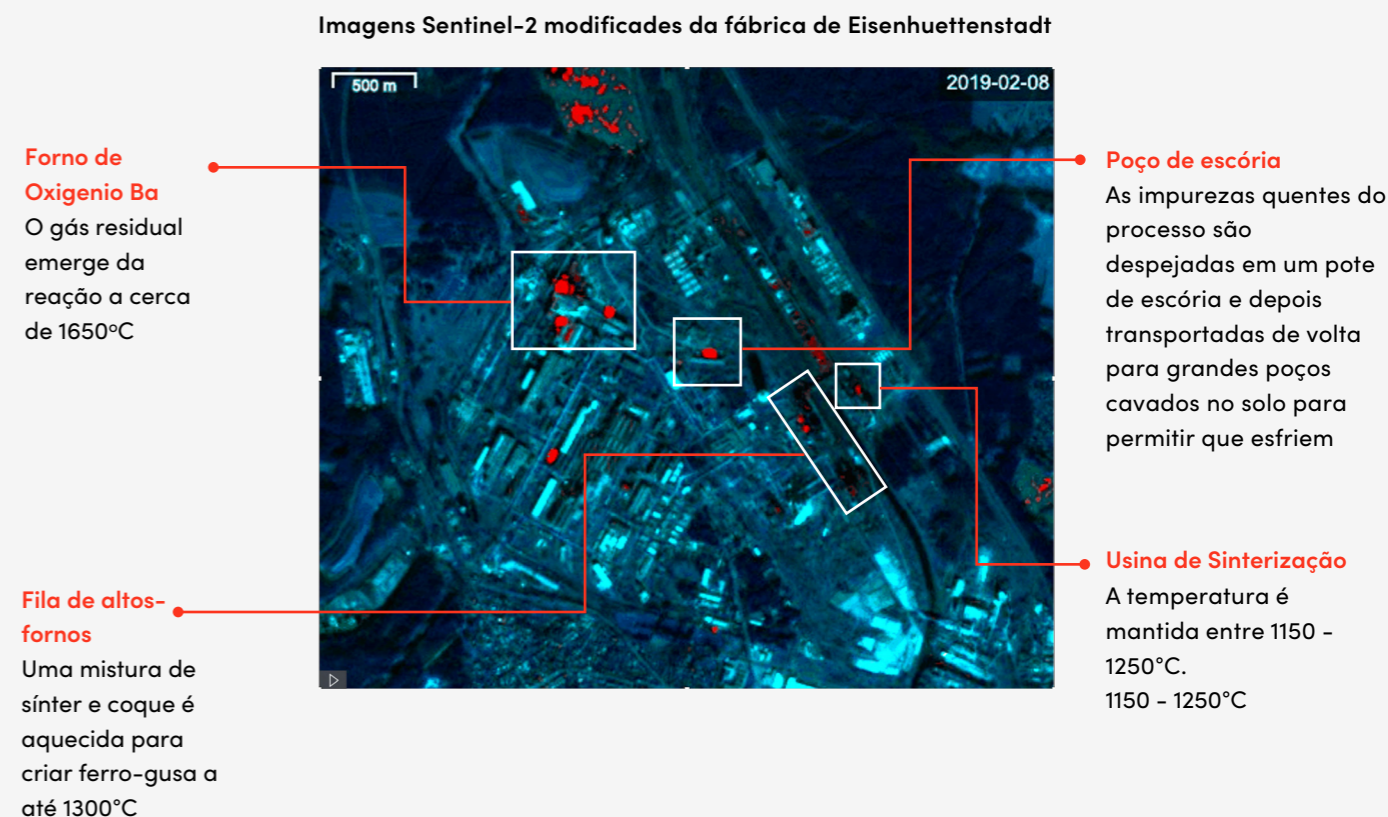 Imagens Sentinel-2 modificades da fábrica de Eisenhuettenstadt
500 m
2019-02-08
Forno de
Oxigenio Ba
O gás residual
emerge da
reação a cerca
de 1650ºC
Fila de altos-
fornos
Uma mistura de
sínter e coque é
aquecida para
criar ferro-gusa a
até 1300°C
Poço de escória
As impurezas quentes do
processo são
despejadas em um pote
de escória e depois
transportadas de volta
para grandes poços
cavados no solo para
permitir que esfriem
Usina de Sinterização
A temperatura é
mantida entre 1150 -
1250°C.
1150 - 1250°C